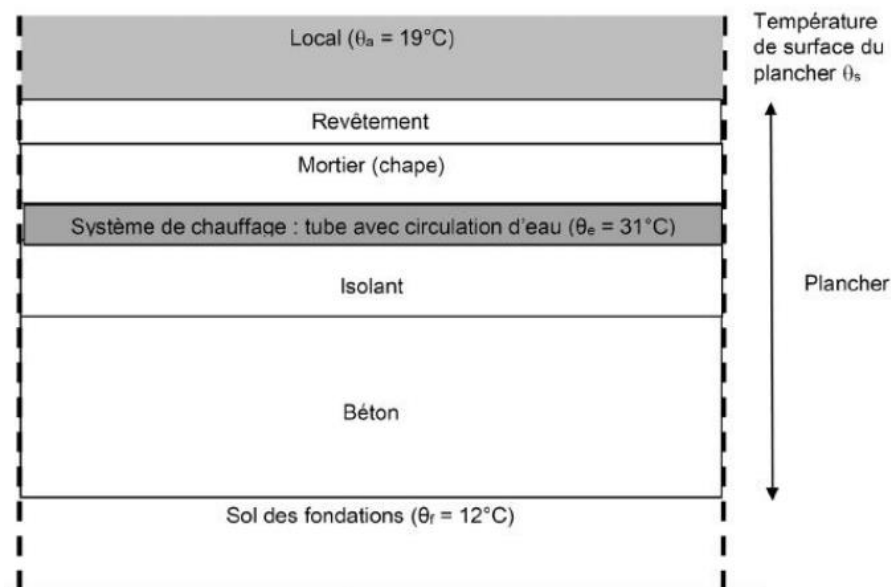 Local (θa = 19°C)
Température
de surface du
plancher θs
Revêtement
Mortier (chape)
Système de chauffage : tube avec circulation d'eau (θe = 31°C)
Isolant
Plancher
Béton
Sol des fondations (θf = 12°C)